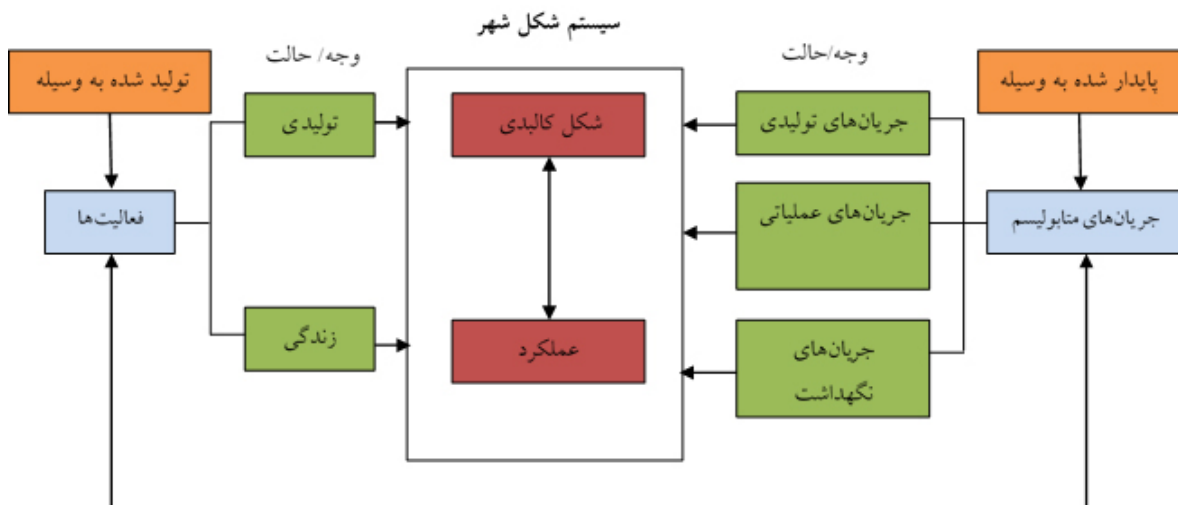 سیستم شکل شهر
وجه/حالت
وجه/ حالت
پایدار شده به وسیله
تولید شده به وسیله
جریان‌های تولیدی
شکل کالبدی
تولیدی
جریان‌های متابولیسم
جریان‌های عملیاتی
فعالیت‌ها
جریان‌های
نگهداشت
عملکرد
زندگی